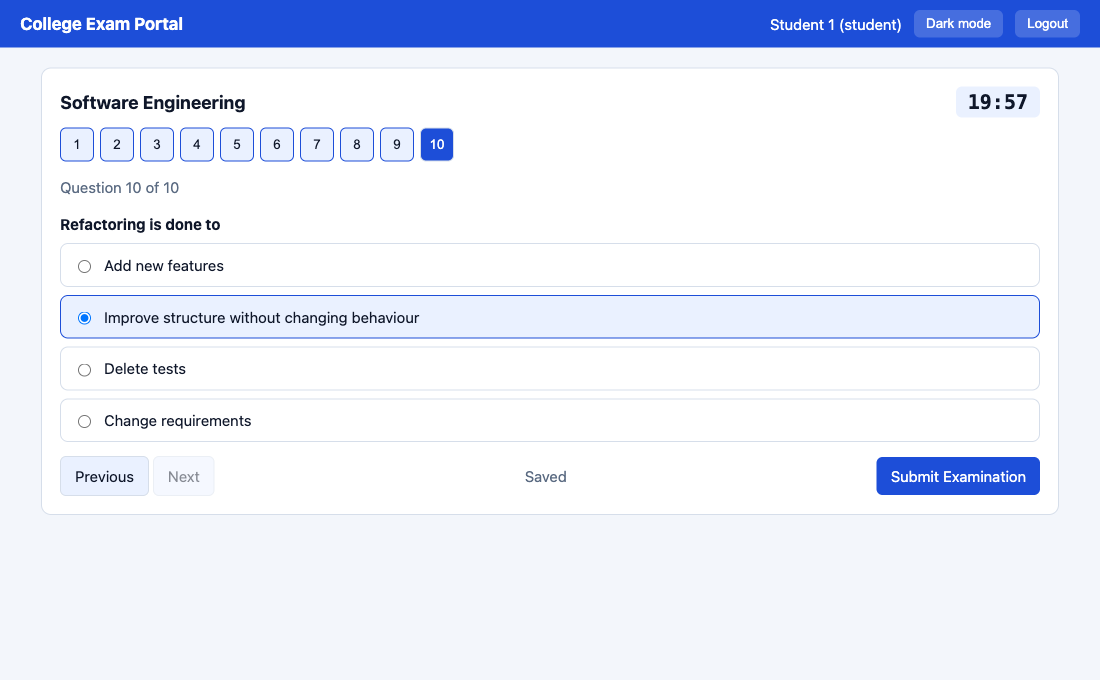 College Exam Portal
Student 1 (student) Dark mode Logout
Software Engineering 19:57
1 2 3 4 5 6 7 8 9 10
Question 10 of 10
Refactoring is done to
Add new features
Improve structure without changing behaviour
Delete tests
Change requirements
Previous Next Saved Submit Examination